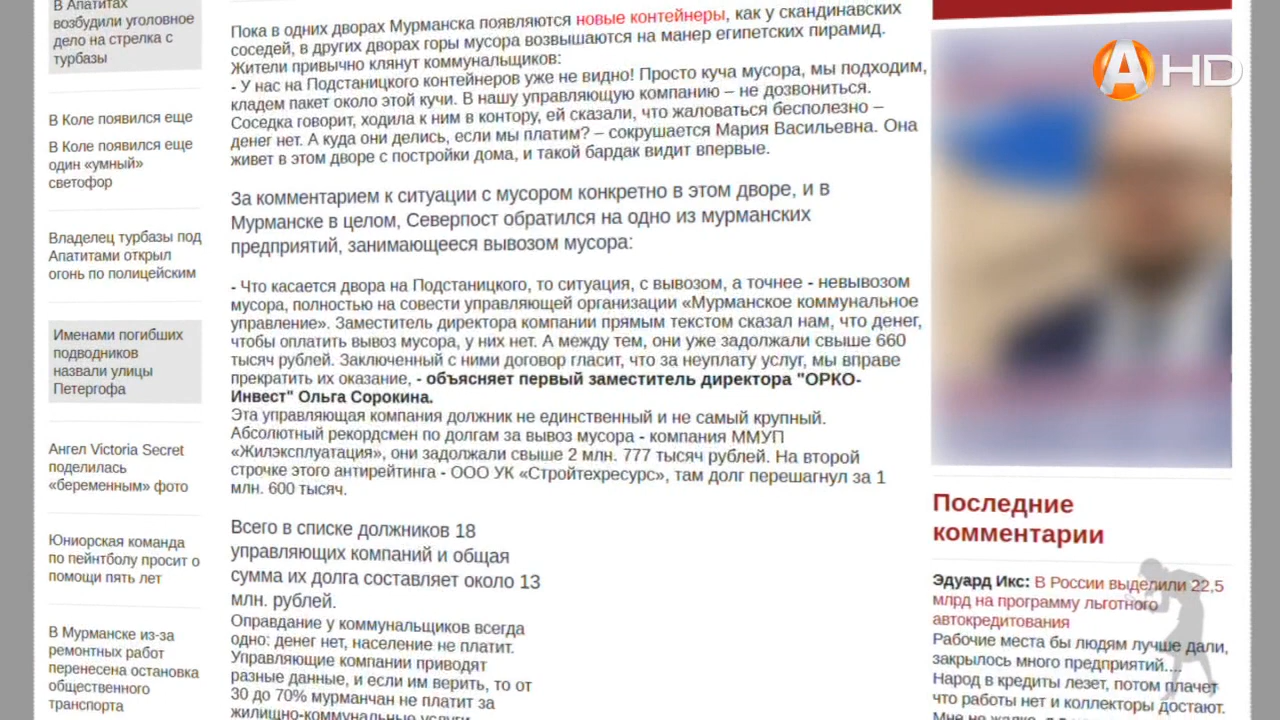 В Апатитах
возбудили уголовное
дело на стрелка с
турбазы
В Коле появился еще
В Коле появился еще
один «умный»
светофор
Владелец турбазы под
Апатитами открыл
огонь по полицейским
Именами погибших
подводников
назвали улицы
Петергофа
Ангел Victoria Secret
поделилась
«беременным» фото
Юниорская команда
по пейнтболу просит о
помощи пять лет
В Мурманске из-за
ремонтных работ
перенесена остановка
общественного
транспорта
Пока в одних дворах Мурманска появляются новые контейнеры, как у скандинавских
соседей, в других дворах горы мусора возвышаются на манер египетских пирамид.
Жители привычно клянут коммунальщиков:
- У нас на Подстаницкого контейнеров уже не видно! Просто куча мусора, мы подходим,
кладем пакет около этой кучи. В нашу управляющую компанию – не дозвониться.
Соседка говорит, ходила к ним в контору, ей сказали, что жаловаться бесполезно –
денег нет. А куда они делись, если мы платим? – сокрушается Мария Васильевна. Она
живет в этом дворе с постройки дома, и такой бардак видит впервые.
За комментарием к ситуации с мусором конкретно в этом дворе, и в
Мурманске в целом, Северпост обратился на одно из мурманских
предприятий, занимающееся вывозом мусора:
- Что касается двора на Подстаницкого, то ситуация, с вывозом, а точнее - невывозом
мусора, полностью на совести управляющей организации «Мурманское коммунальное
управление». Заместитель директора компании прямым текстом сказал нам, что денег,
чтобы оплатить вывоз мусора, у них нет. А между тем, они уже задолжали свыше 660
тысяч рублей. Заключенный с ними договор гласит, что за неуплату услуг, мы вправе
прекратить их оказание, - объясняет первый заместитель директора "ОРКО-
Инвест" Ольга Сорокина.
Эта управляющая компания должник не единственный и не самый крупный.
Абсолютный рекордсмен по долгам за вывоз мусора - компания ММУП
«Жилэксплуатация», они задолжали свыше 2 млн. 777 тысяч рублей. На второй
строчке этого антирейтинга - ООО УК «Стройтехресурс», там долг перешагнул за 1
млн. 600 тысяч.
Всего в списке должников 18
управляющих компаний и общая
сумма их долга составляет около 13
млн. рублей.
Оправдание у коммунальщиков всегда
одно: денег нет, население не платит.
Управляющие компании приводят
разные данные, и если им верить, то от
30 до 70% мурманчан не платит за
жилищно-коммунальные услуги
А HD
Последние
комментарии
Эдуард Икс: В России выделили 22,5
млрд на программу льготного
автокредитования
Рабочие места бы людям лучше дали,
закрылось много предприятий....
Народ в кредиты лезет, потом плачет
что работы нет и коллекторы достают.
Мне не жалко